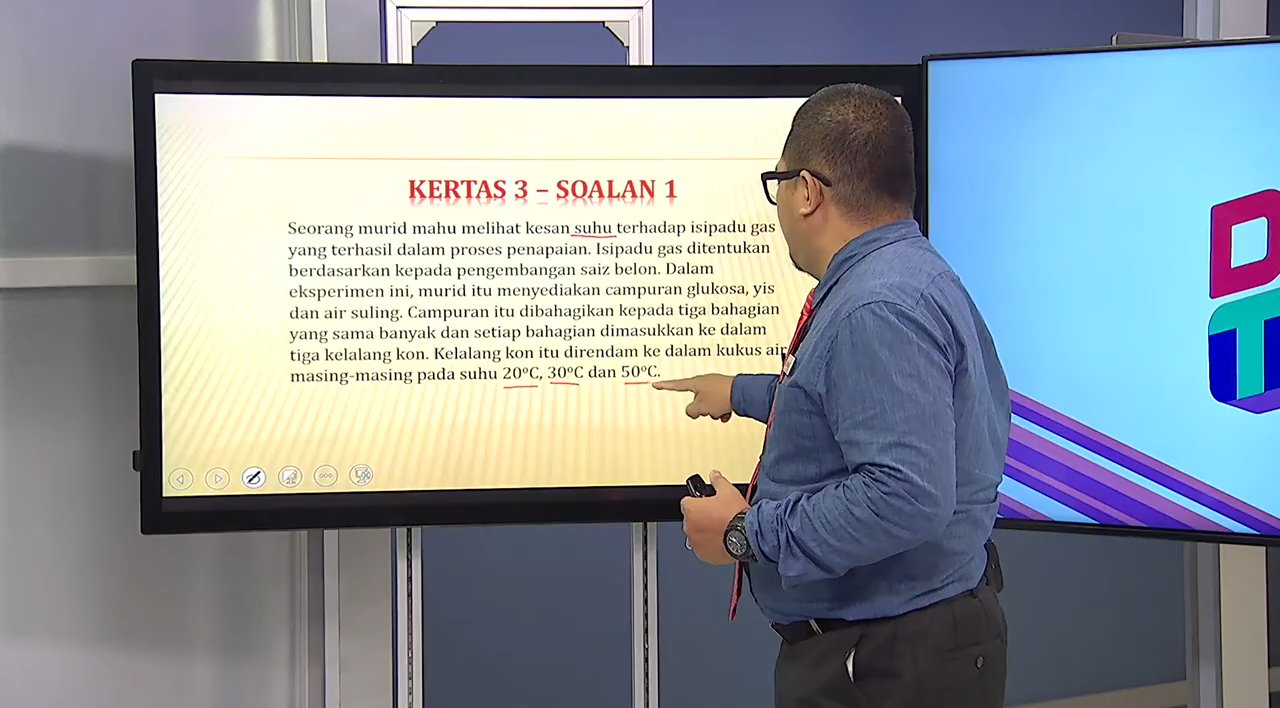 KERTAS 3 – SOALAN 1
Seorang murid mahu melihat kesan suhu terhadap isipadu gas
yang terhasil dalam proses penapaian. Isipadu gas ditentukan
berdasarkan kepada pengembangan saiz belon. Dalam
eksperimen ini, murid itu menyediakan campuran glukosa, yis
dan air suling. Campuran itu dibahagikan kepada tiga bahagian
yang sama banyak dan setiap bahagian dimasukkan ke dalam
tiga kelalang kon. Kelalang kon itu direndam ke dalam kukus air
masing-masing pada suhu 20ºC, 30ºC dan 50ºC.
D
T